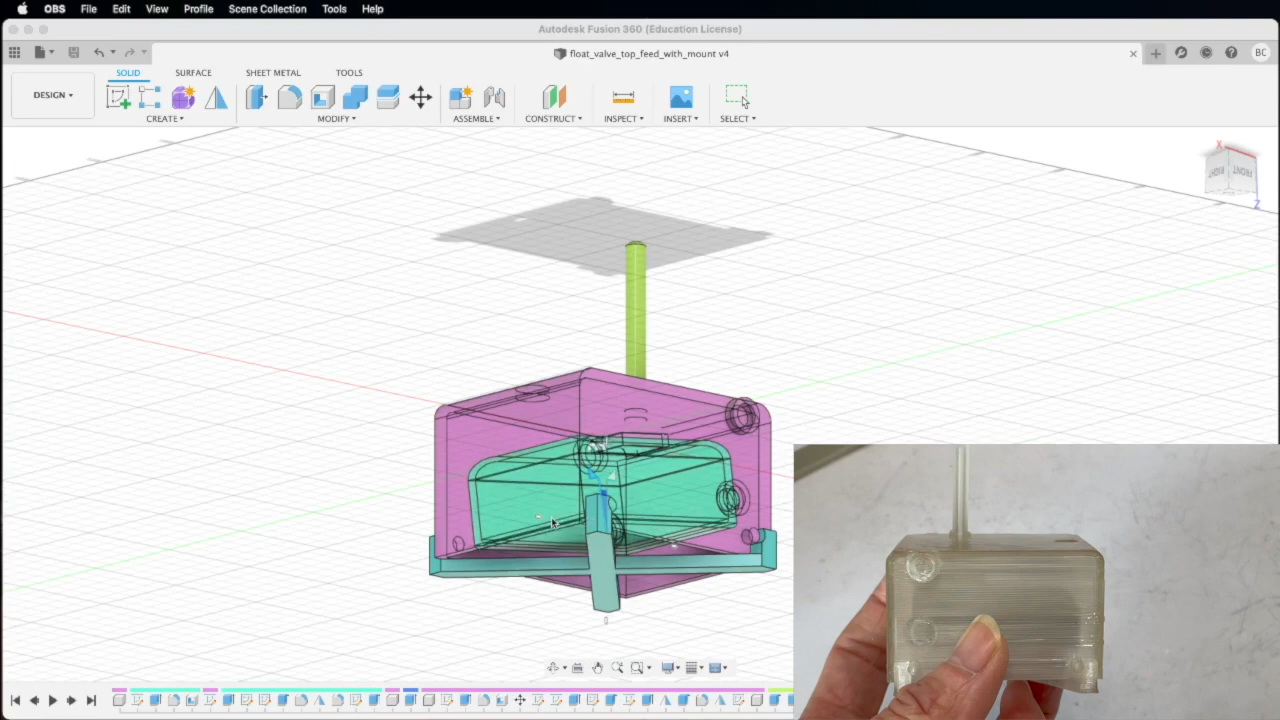 OBS File Edit View Profile Scene Collection Tools Help
Autodesk Fusion 360 (Education License)
float_valve_top_feed_with_mount v4
BC
SOLID SURFACE SHEET METAL TOOLS
DESIGN
CREATE MODIFY ASSEMBLE CONSTRUCT INSPECT INSERT SELECT
X
RIGHT FRONT
Z